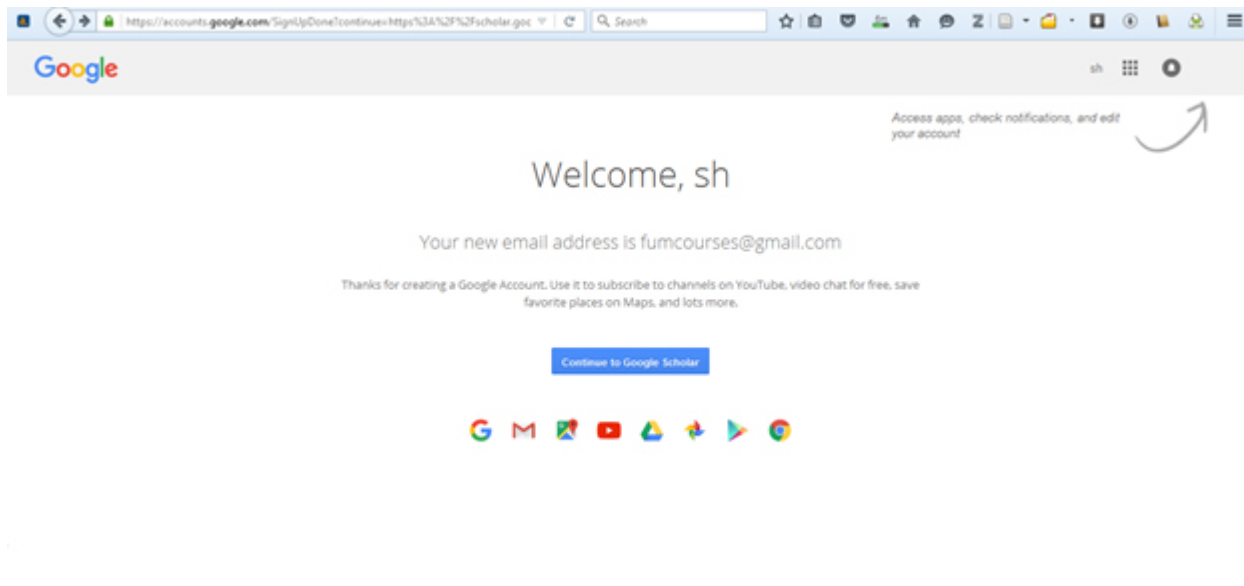 https://accounts.google.com/SignUpDone?continue=https%3A%2F%2Fscholar.goc
Search
Google
sh
Access apps, check notifications, and edit
your account
Welcome, sh
Your new email address is fumcourses@gmail.com
Thanks for creating a Google Account. Use it to subscribe to channels on YouTube, video chat for free, save
favorite places on Maps, and lots more.
Continue to Google Scholar